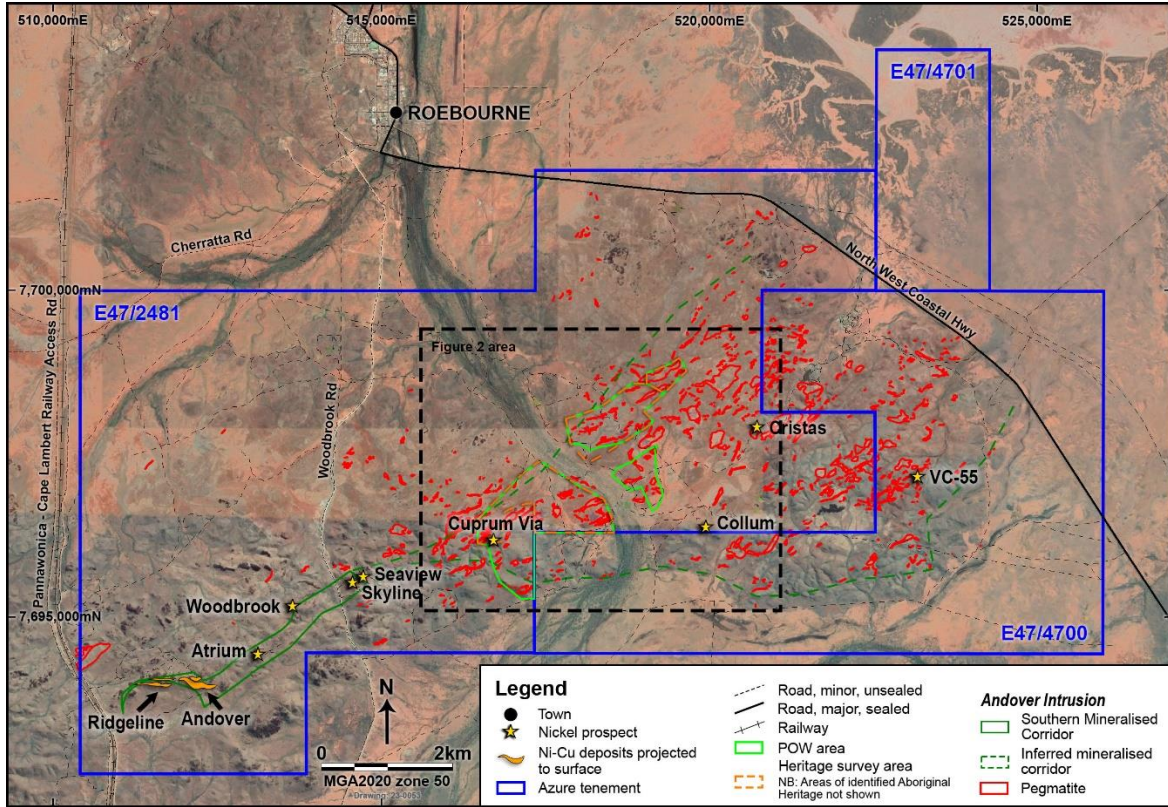 510,000mE
515,000mE
520,000mE
525,000mE
E47/4701
ROEBOURNE
Cherratta Rd
North West Coastal Hwy
7,700,000mN
E47/2481
Pannawonica - Cape Lambert Railway Access Rd
Figure 2 area
Woodbrook Rd
Cristas
VC-55
Cuprum Via
Collum
Seaview
Skyline
Woodbrook
7,695,000mN
E47/4700
Atrium
Ridgeline
Andover
N
0
2km
MGA2020 zone 50
Drawing: 23-0053
Legend
Town
Nickel prospect
Ni-Cu deposits projected
to surface
Azure tenement
Road, minor, unsealed
Road, major, sealed
Railway
POW area
Heritage survey area
NB: Areas of identified Aboriginal
Heritage not shown
Andover Intrusion
Southern Mineralised
Corridor
Inferred mineralised
corridor
Pegmatite